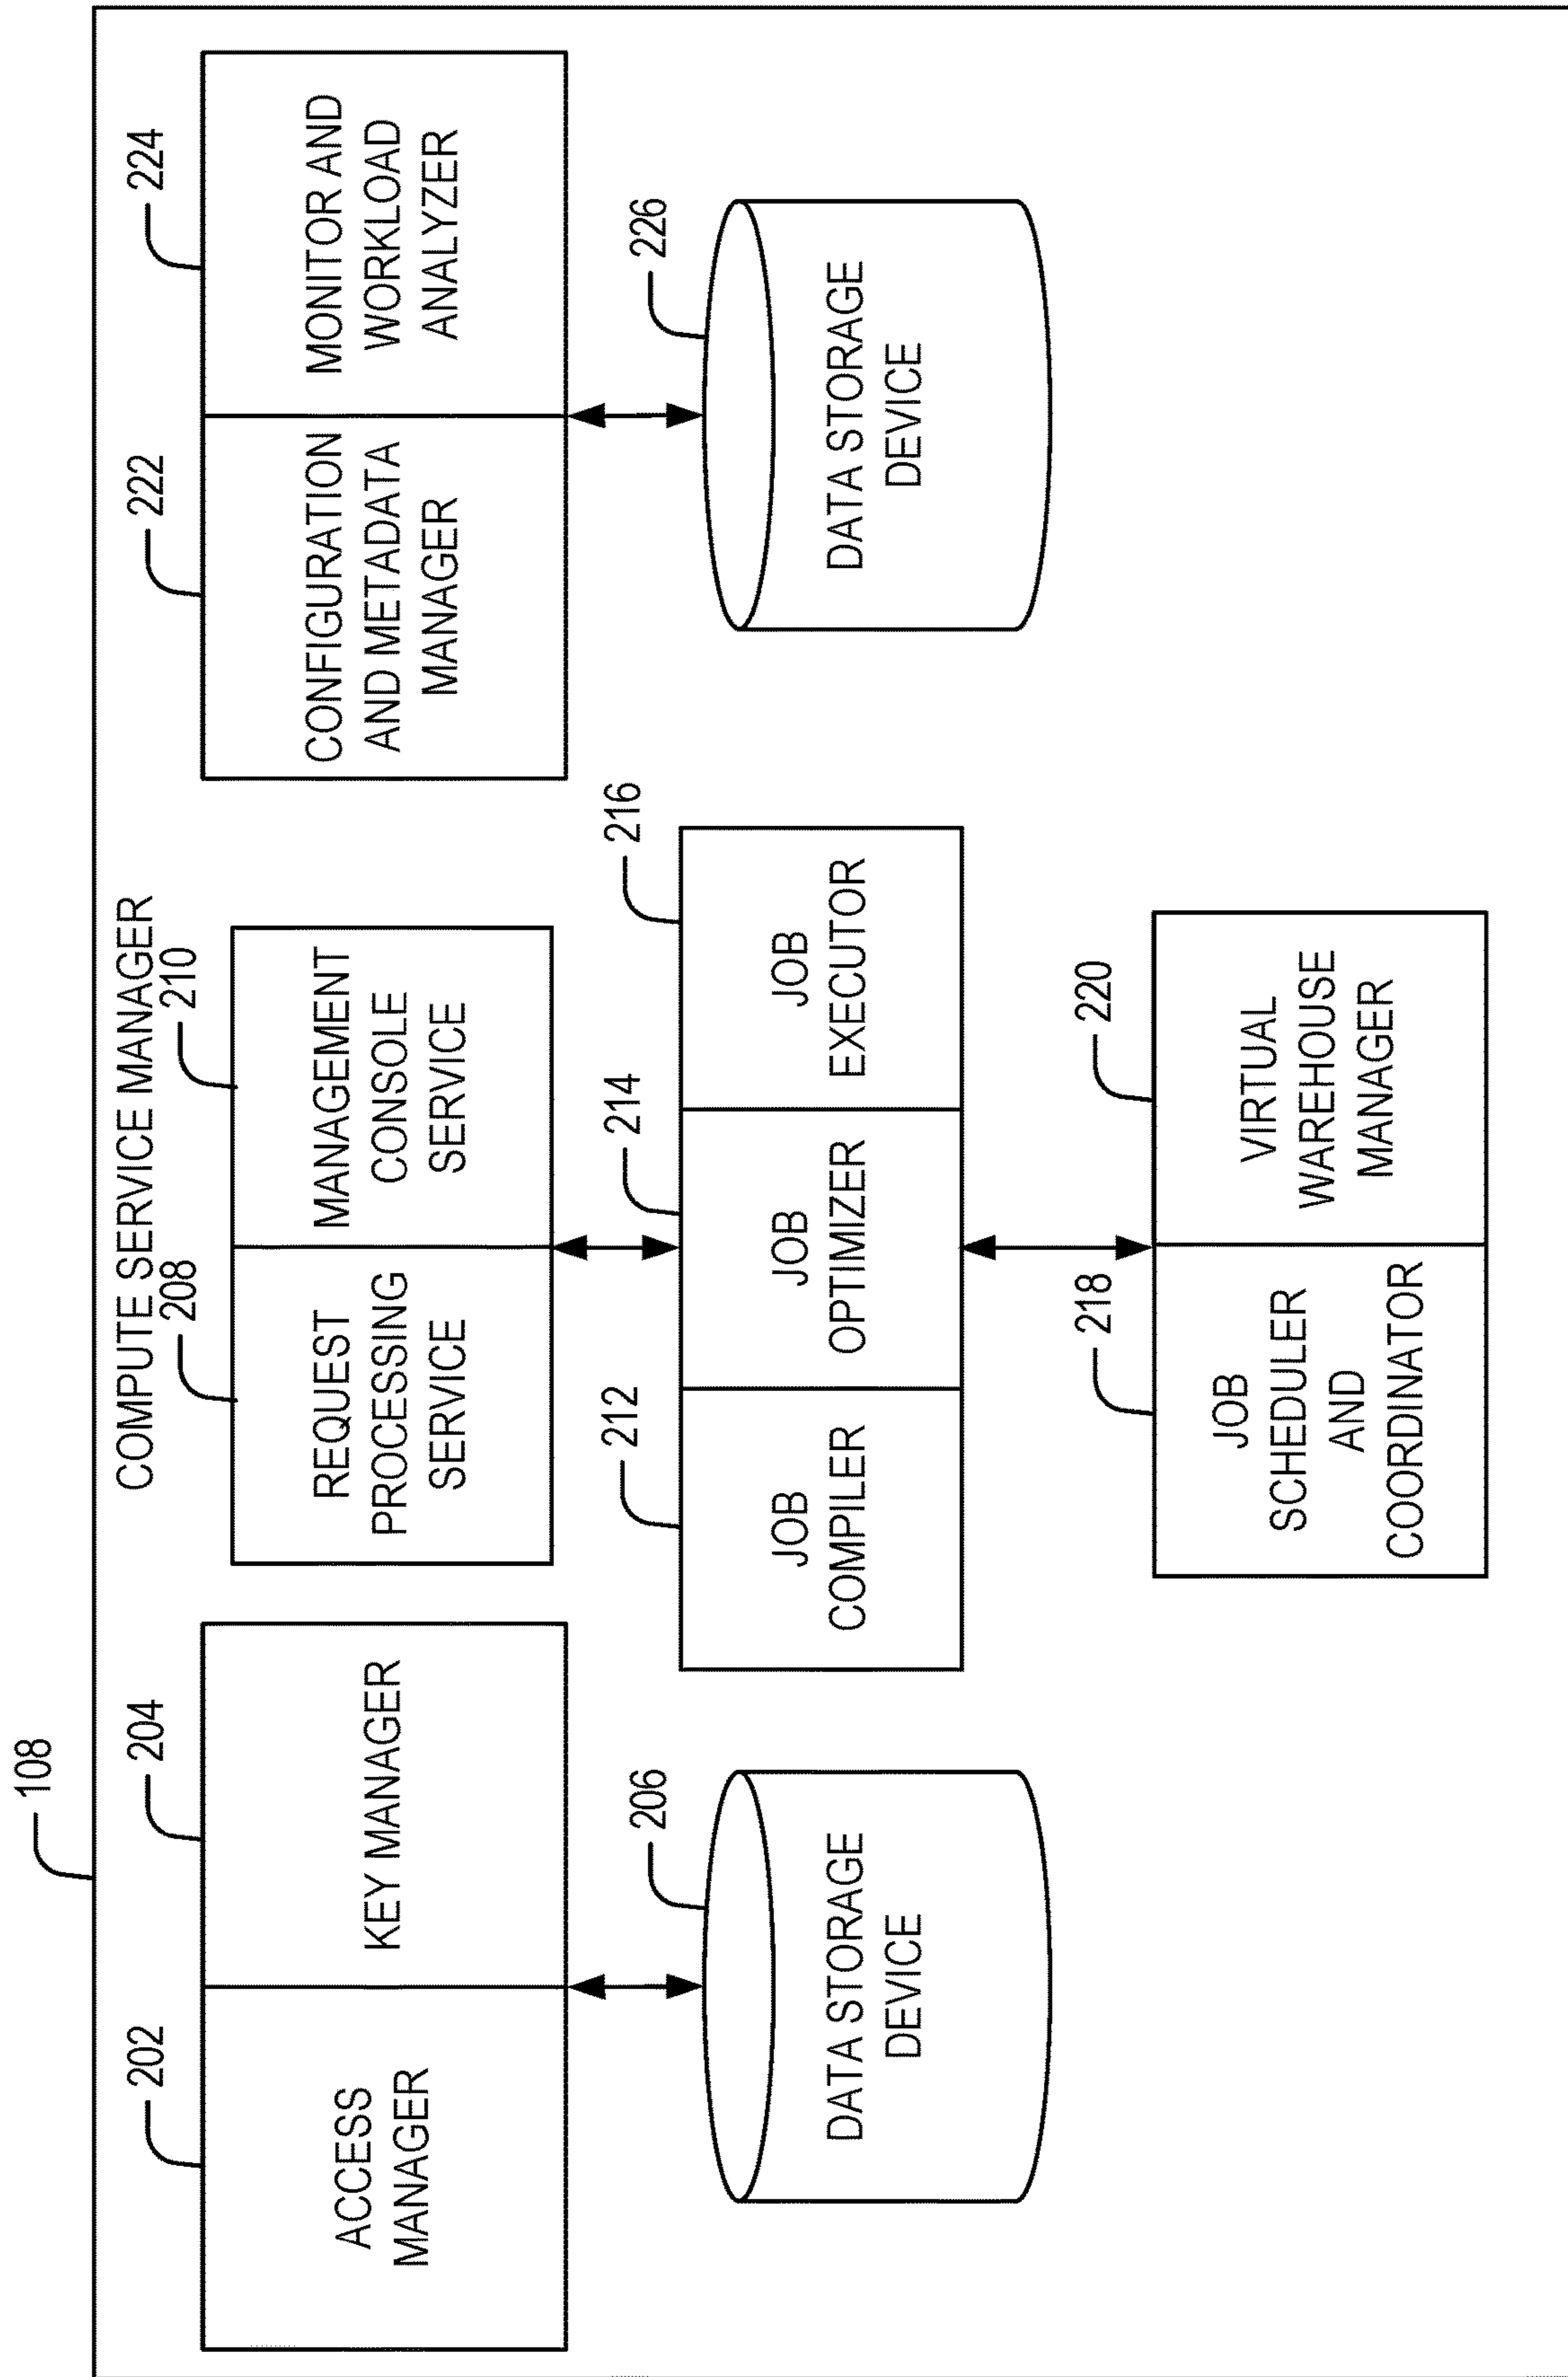 108
COMPUTE SERVICE MANAGER
202
204
ACCESS
MANAGER
KEY MANAGER
206
DATA STORAGE
DEVICE
208
210
REQUEST
PROCESSING
SERVICE
MANAGEMENT
CONSOLE
SERVICE
212
214
216
JOB
COMPILER
JOB
OPTIMIZER
JOB
EXECUTOR
218
220
JOB
SCHEDULER
AND
COORDINATOR
VIRTUAL
WAREHOUSE
MANAGER
222
224
CONFIGURATION
AND METADATA
MANAGER
MONITOR AND
WORKLOAD
ANALYZER
226
DATA STORAGE
DEVICE